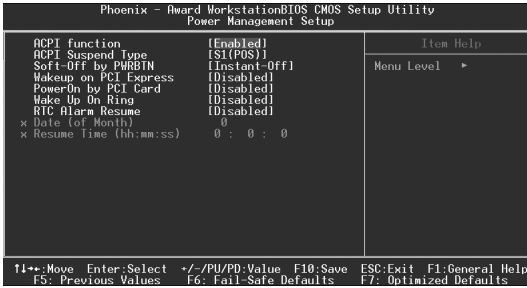 Phoenix - Award WorkstationBIOS CMOS Setup Utility
Power Management Setup
ACPI function [Enabled]
ACPI Suspend Type [S1(POS)]
Soft-Off by PWRBTN [Instant-Off]
Wakeup on PCI Express [Disabled]
PowerOn by PCI Card [Disabled]
Wake Up On Ring [Disabled]
RTC Alarm Resume [Disabled]
x Date (of Month) 0
x Resume Time (hh:mm:ss) 0 : 0 : 0
Item Help
Menu Level ►
↑↓→←:Move Enter:Select +/-/PU/PD:Value F10:Save ESC:Exit F1:General Help
F5: Previous Values F6: Fail-Safe Defaults F7: Optimized Defaults